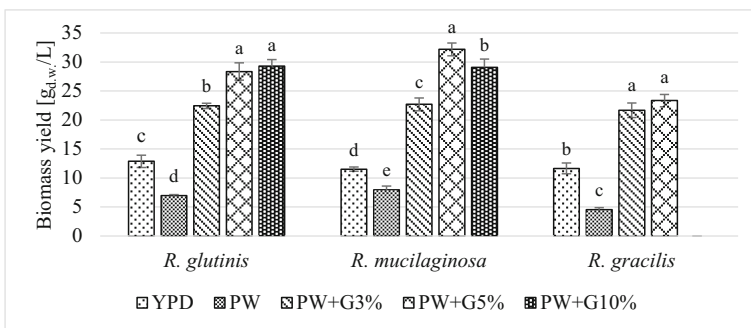 Biomass yield [g_d.w./L]
35
30
25
20
15
10
5
0
c
d
b
a
a
d
e
c
a
b
b
c
a
a
R. glutinis
R. mucilaginosa
R. gracilis
YPD
PW
PW+G3%
PW+G5%
PW+G10%